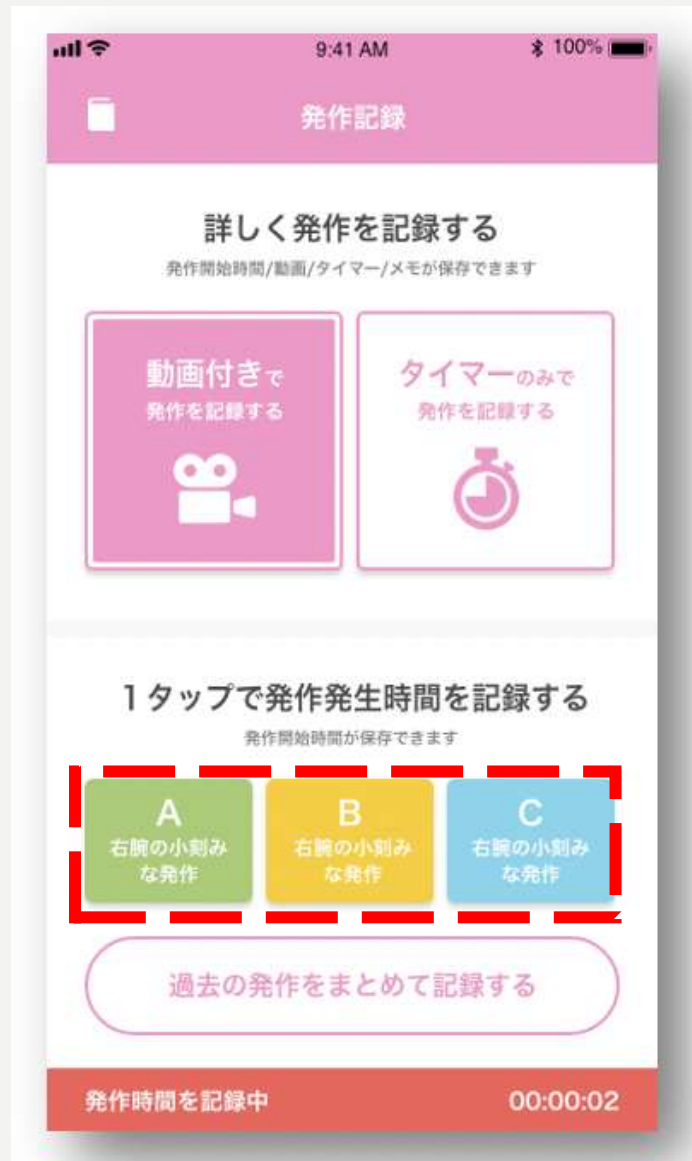 9:41 AM
100%
発作記録
詳しく発作を記録する
発作開始時間/動画/タイマー/メモが保存できます
動画付きで
発作を記録する
タイマーのみで
発作を記録する
1タップで発作発生時間を記録する
発作開始時間が保存できます
A
右腕の小刻み
な発作
B
右腕の小刻み
な発作
C
右腕の小刻み
な発作
過去の発作をまとめて記録する
発作時間を記録中 00:00:02